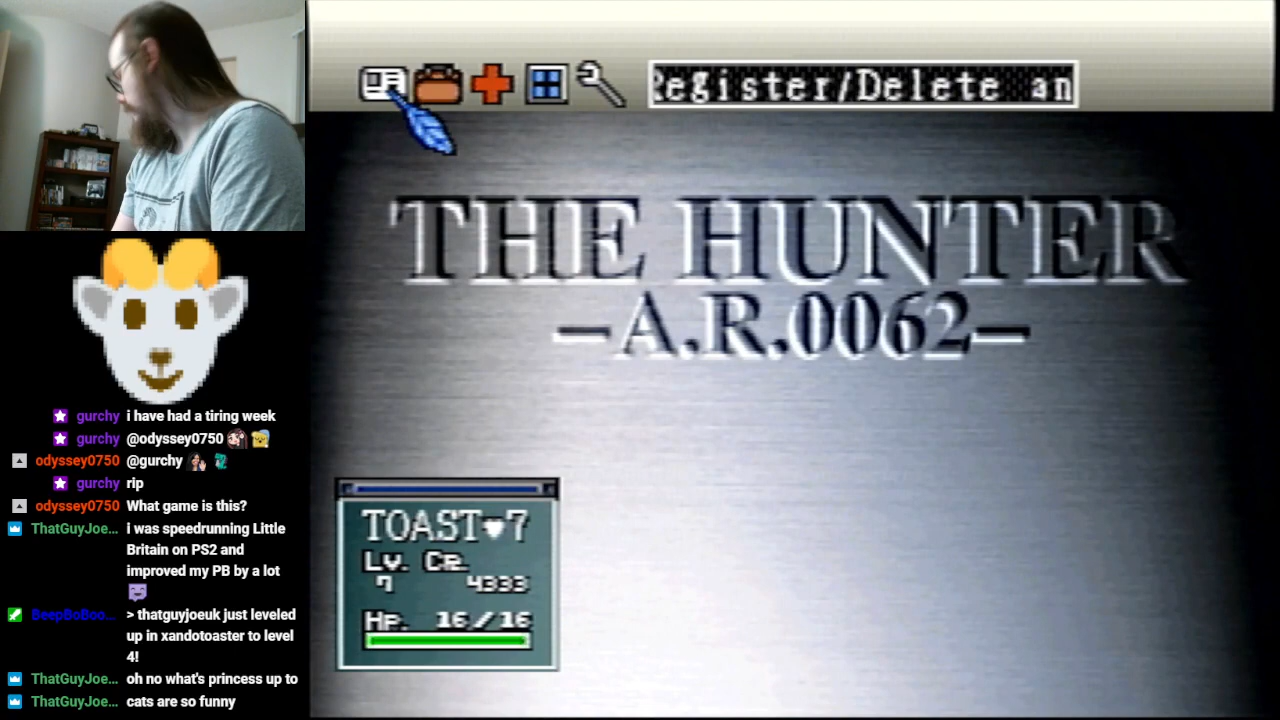 Register/Delete an
THE HUNTER
–A.R.0062–
TOAST♥7
Lv. Cr.
7 4333
Hp. 16/16
gurchy i have had a tiring week
gurchy @odyssey0750
odyssey0750 @gurchy
gurchy rip
odyssey0750 What game is this?
ThatGuyJoe... i was speedrunning Little
Britain on PS2 and
improved my PB by a lot
BeepBoBoo... > thatguyjoeuk just leveled
up in xandotoaster to level
4!
ThatGuyJoe... oh no what's princess up to
ThatGuyJoe... cats are so funny